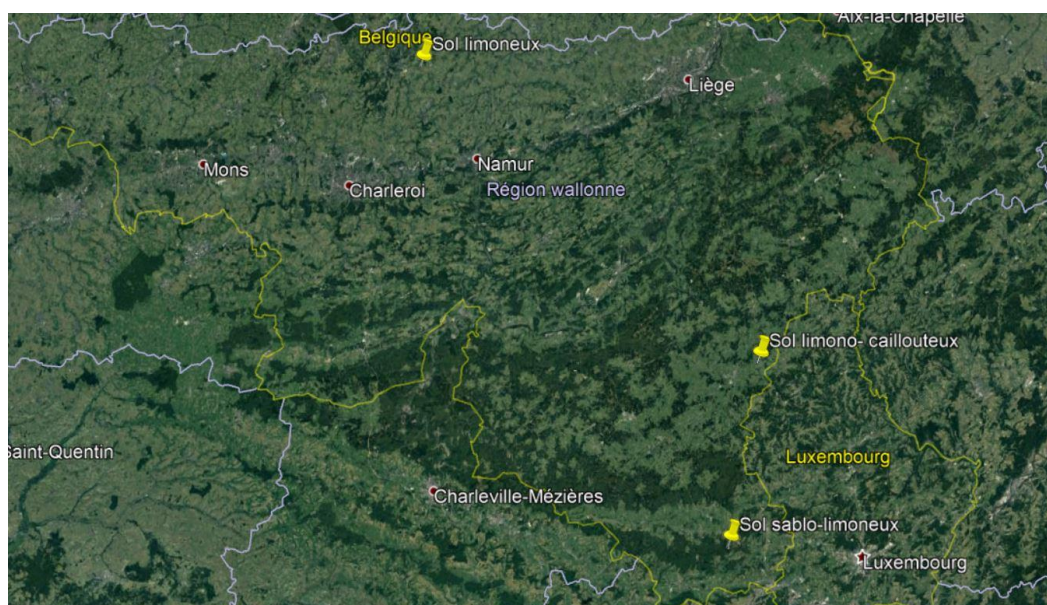 Aix-la-Chapelle
Belgique
Sol limoneux
Liège
Mons
Namur
Charleroi
Région wallonne
Sol limono- caillouteux
Saint-Quentin
Luxembourg
Charleville-Mézières
Sol sablo-limoneux
Luxembourg